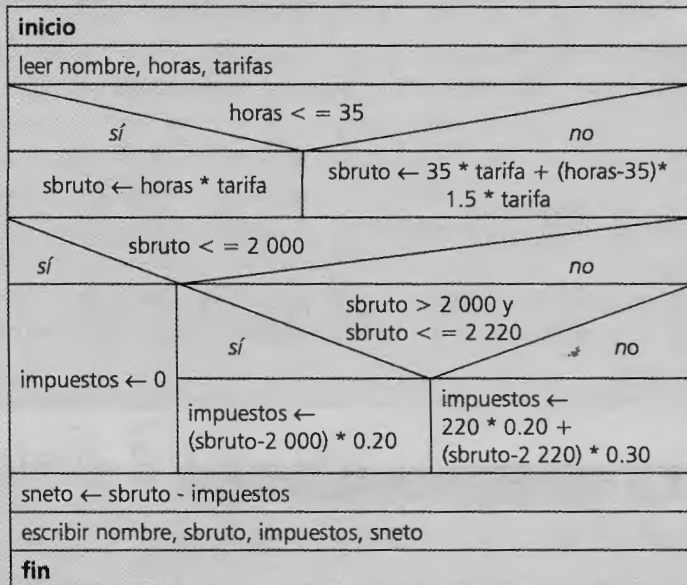 inicio
leer nombre, horas, tarifas
horas < = 35
sí
no
sbruto ← horas * tarifa
sbruto ← 35 * tarifa + (horas-35)*
1.5 * tarifa
sbruto < = 2 000
sí
no
sbruto > 2 000 y
sbruto < = 2 220
sí
no
impuestos ← 0
impuestos ←
(sbruto-2 000) * 0.20
impuestos ←
220 * 0.20 +
(sbruto-2 220) * 0.30
sneto ← sbruto - impuestos
escribir nombre, sbruto, impuestos, sneto
fin